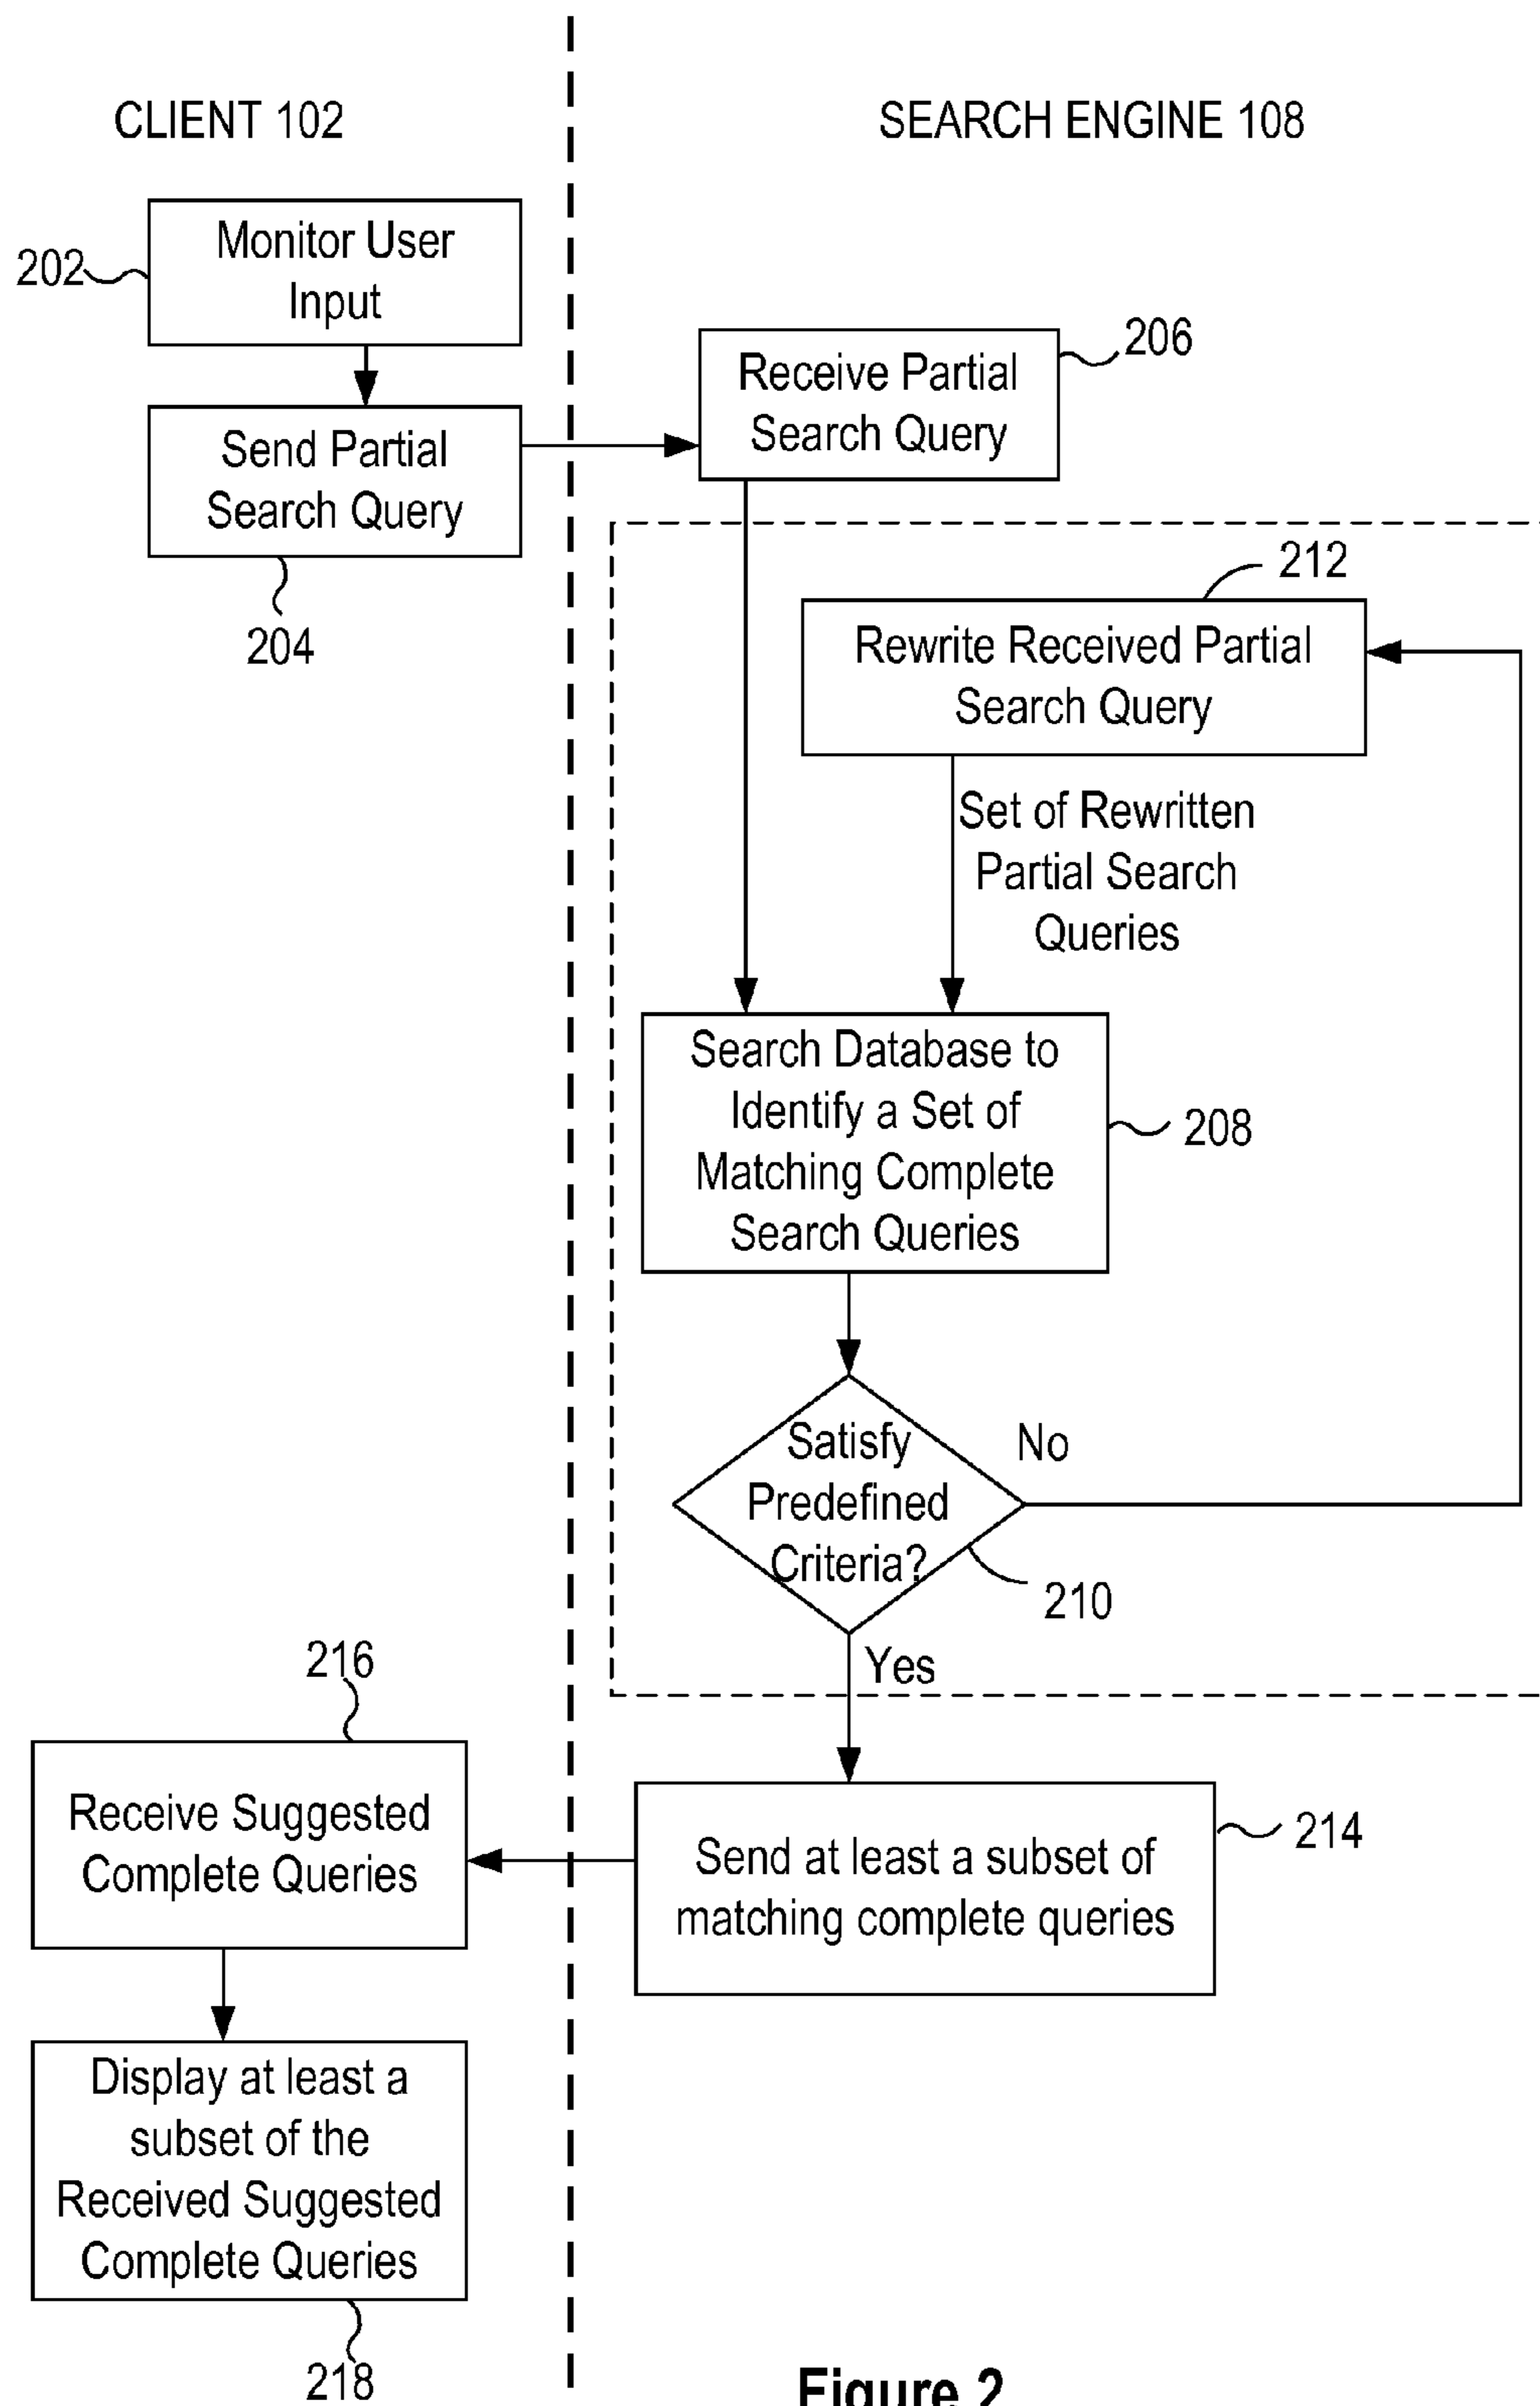 CLIENT 102
SEARCH ENGINE 108
Monitor User
Input
202
Receive Partial
Search Query
206
Send Partial
Search Query
204
212
Rewrite Received Partial
Search Query
Set of Rewritten
Partial Search
Queries
Search Database to
Identify a Set of
Matching Complete
Search Queries
208
Satisfy
Predefined
Criteria?
No
210
Yes
216
Receive Suggested
Complete Queries
Send at least a subset of
matching complete queries
214
Display at least a
subset of the
Received Suggested
Complete Queries
218
Figure 2